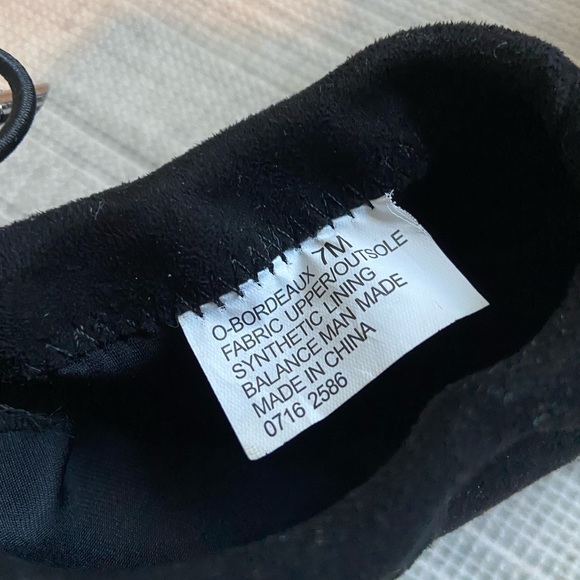 O-BORDEAUX 7M
FABRIC UPPER/OUTSOLE
SYNTHETIC LINING
BALANCE MAN MADE
MADE IN CHINA
0716 2586